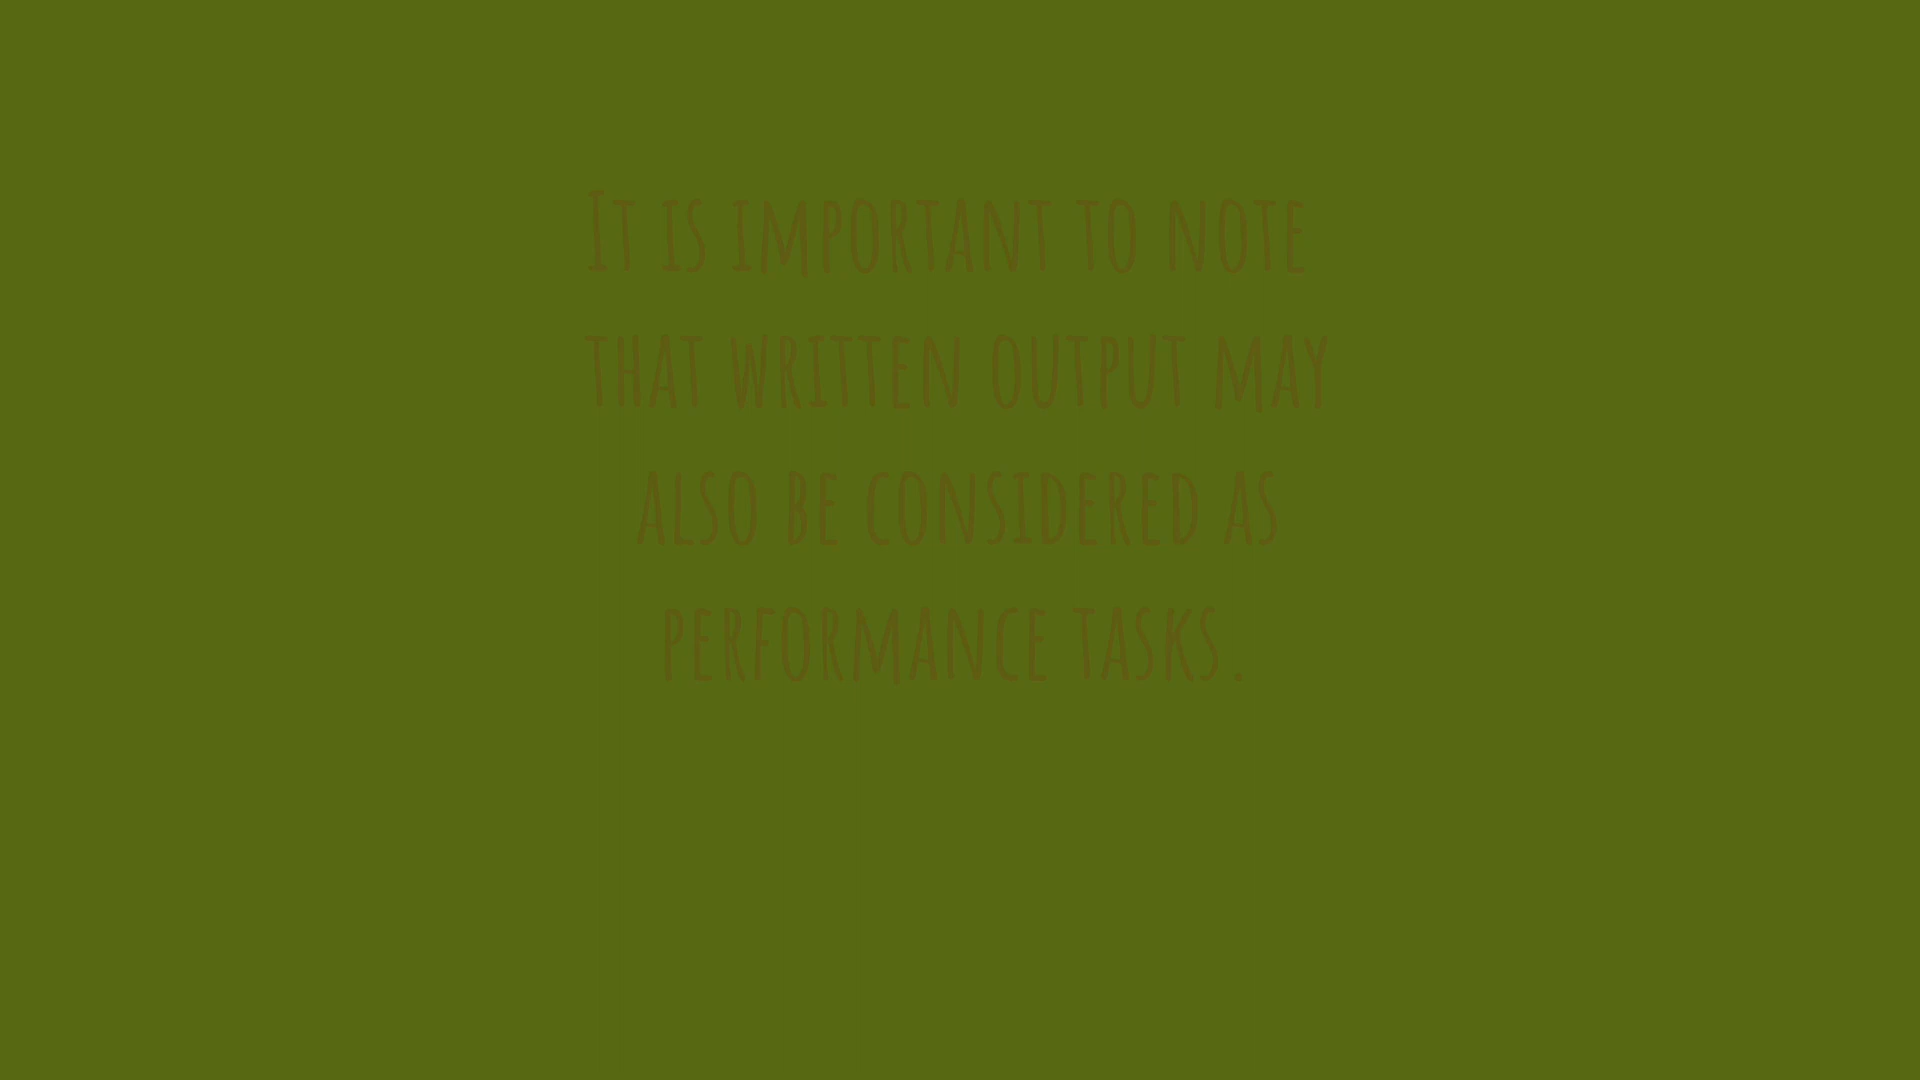 It is important to note
that written output may
also be considered as
performance tasks.